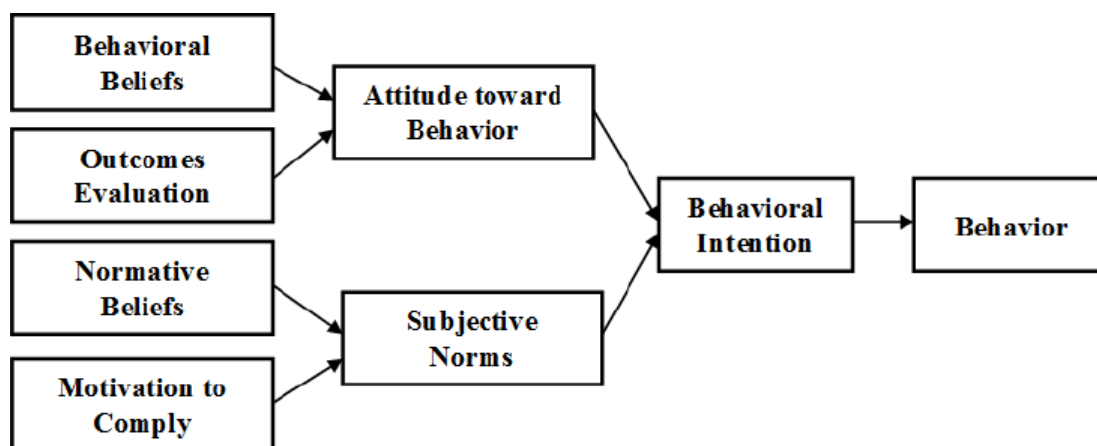 Behavioral
Beliefs
Outcomes
Evaluation
Normative
Beliefs
Motivation to
Comply
Attitude toward
Behavior
Subjective
Norms
Behavioral
Intention
Behavior